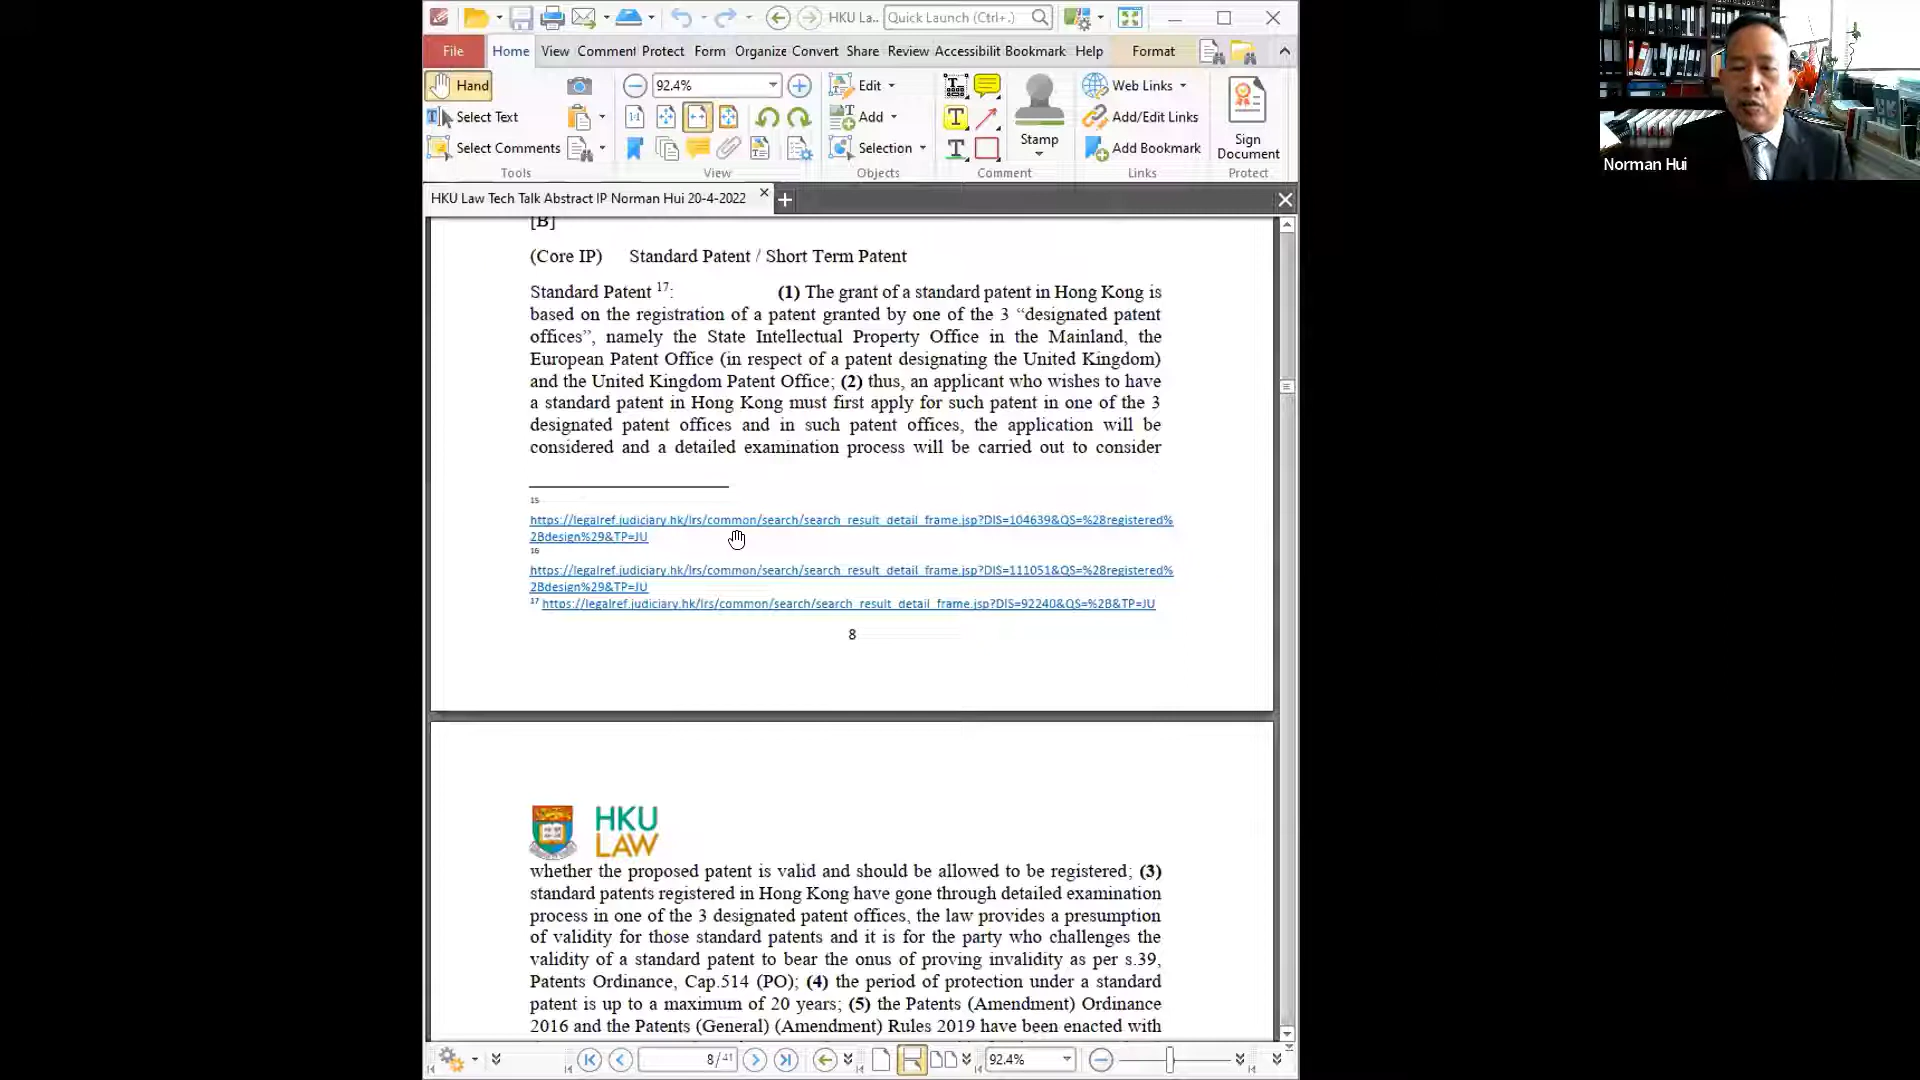 HKU La..
Quick Launch (Ctrl+.)
File
Home
View
Comment
Protect
Form
Organize
Convert
Share
Review
Accessibilit
Bookmark
Help
Format
Hand
Select Text
Select Comments
Tools
92.4%
View
Edit
Add
Selection
Objects
Stamp
Comment
Web Links
Add/Edit Links
Add Bookmark
Links
Sign
Document
Protect
Norman Hui
HKU Law Tech Talk Abstract IP Norman Hui 20-4-2022
[B]
(Core IP) Standard Patent / Short Term Patent
Standard Patent 17: (1) The grant of a standard patent in Hong Kong is
based on the registration of a patent granted by one of the 3 “designated patent
offices”, namely the State Intellectual Property Office in the Mainland, the
European Patent Office (in respect of a patent designating the United Kingdom)
and the United Kingdom Patent Office; (2) thus, an applicant who wishes to have
a standard patent in Hong Kong must first apply for such patent in one of the 3
designated patent offices and in such patent offices, the application will be
considered and a detailed examination process will be carried out to consider
15
https://legalref.judiciary.hk/lrs/common/search/search_result_detail_frame.jsp?DIS=104639&QS=%28registered%
2Bdesign%29&TP=JU
16
https://legalref.judiciary.hk/lrs/common/search/search_result_detail_frame.jsp?DIS=111051&QS=%28registered%
2Bdesign%29&TP=JU
17 https://legalref.judiciary.hk/lrs/common/search/search_result_detail_frame.jsp?DIS=92240&QS=%2B&TP=JU
8
HKU
LAW
whether the proposed patent is valid and should be allowed to be registered; (3)
standard patents registered in Hong Kong have gone through detailed examination
process in one of the 3 designated patent offices, the law provides a presumption
of validity for those standard patents and it is for the party who challenges the
validity of a standard patent to bear the onus of proving invalidity as per s.39,
Patents Ordinance, Cap.514 (PO); (4) the period of protection under a standard
patent is up to a maximum of 20 years; (5) the Patents (Amendment) Ordinance
2016 and the Patents (General) (Amendment) Rules 2019 have been enacted with
8/41
92.4%